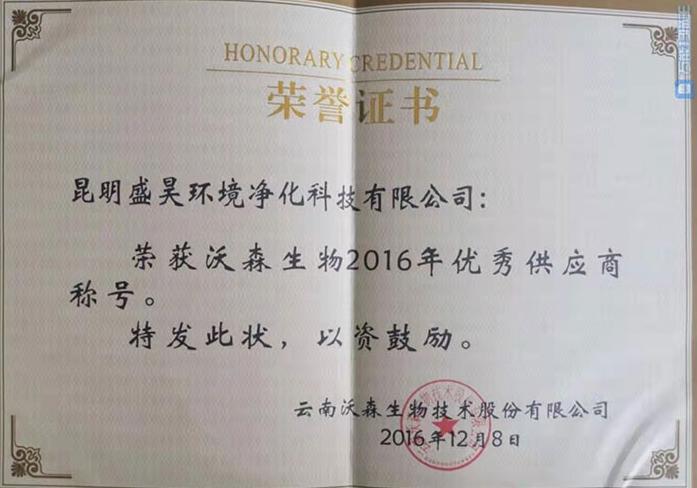 HONORARY CREDENTIAL
荣誉证书
昆明盛昊环境净化科技有限公司:
荣获沃森生物2016年优秀供应商
称号。
特发此状，以资鼓励。
云南沃森生物技术股份有限公司
2016年12月8日